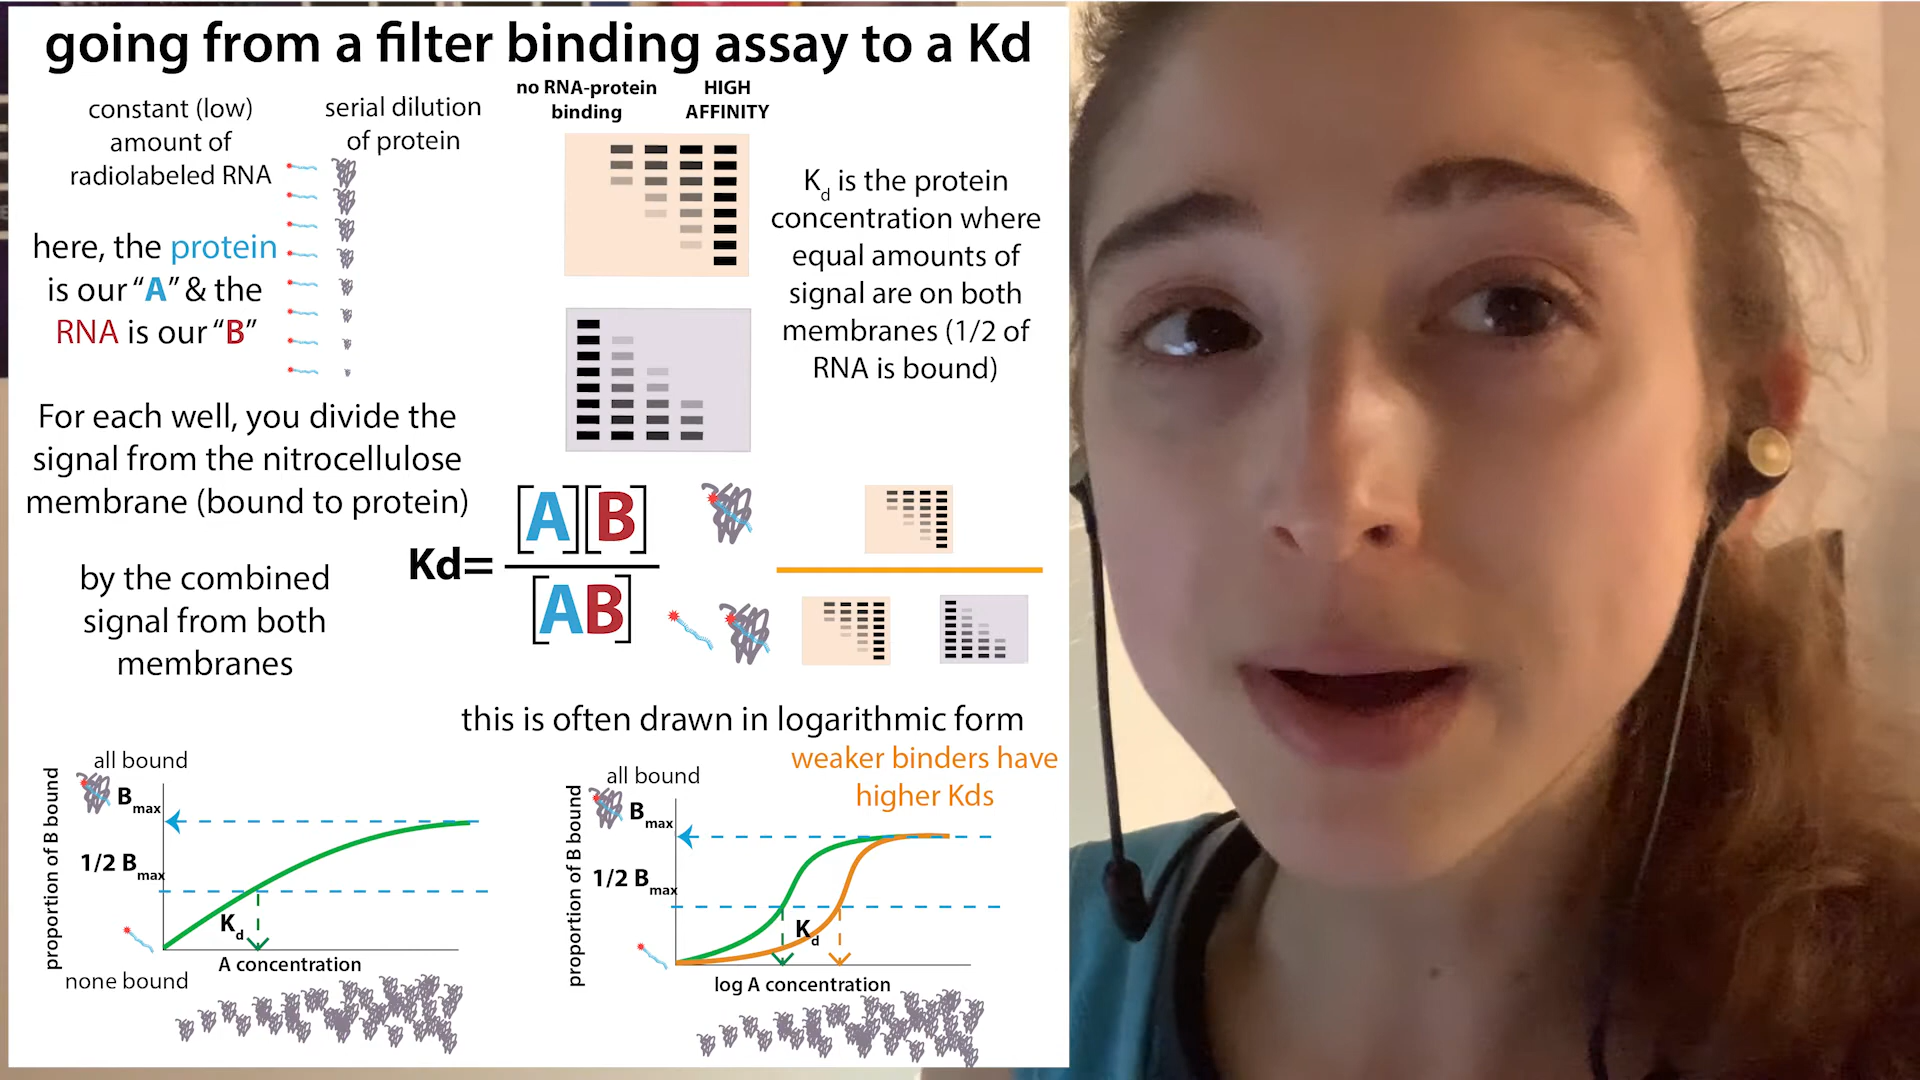 going from a filter binding assay to a Kd
constant (low)
amount of
radiolabeled RNA
serial dilution
of protein
no RNA-protein
binding
HIGH
AFFINITY
here, the protein
is our “A” & the
RNA is our “B”
Kd is the protein
concentration where
equal amounts of
signal are on both
membranes (1/2 of
RNA is bound)
For each well, you divide the
signal from the nitrocellulose
membrane (bound to protein)
by the combined
signal from both
membranes
Kd=
[A][B]
[AB]
this is often drawn in logarithmic form
weaker binders have
higher Kds
all bound
Bmax
1/2 Bmax
Kd
proportion of B bound
A concentration
none bound
all bound
Bmax
1/2 Bmax
Kd
proportion of B bound
log A concentration